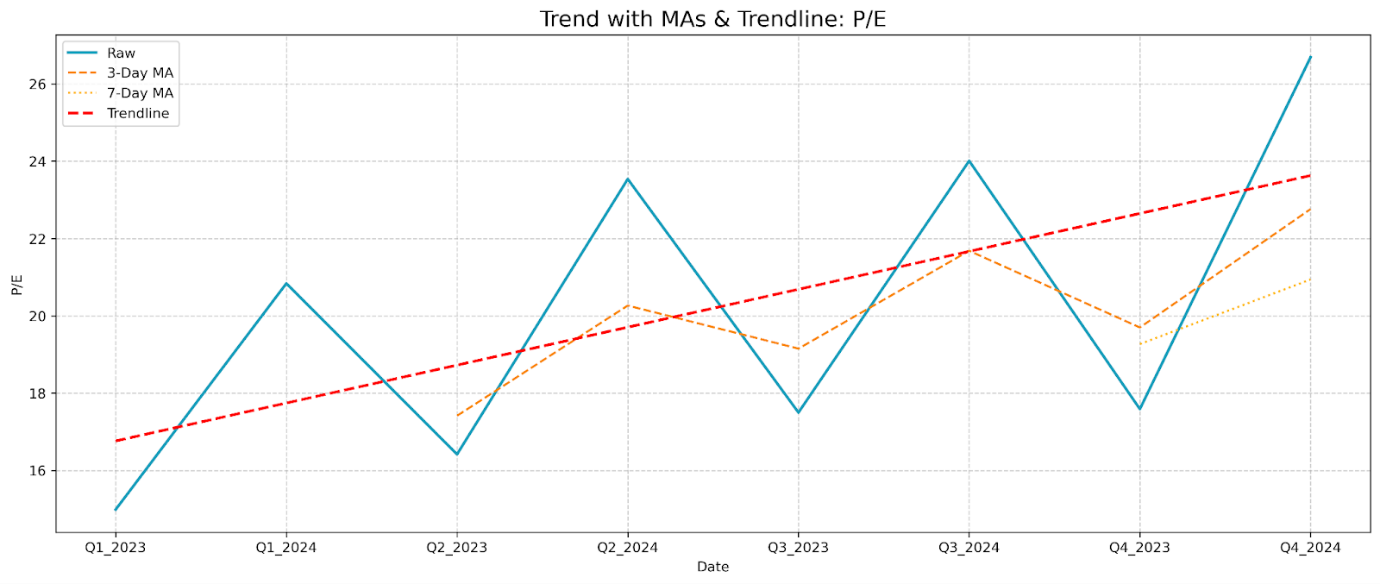 Trend with MAs & Trendline: P/E
Raw
3-Day MA
7-Day MA
Trendline
26
24
22
20
18
16
P/E
Q1_2023 Q1_2024 Q2_2023 Q2_2024 Q3_2023 Q3_2024 Q4_2023 Q4_2024
Date